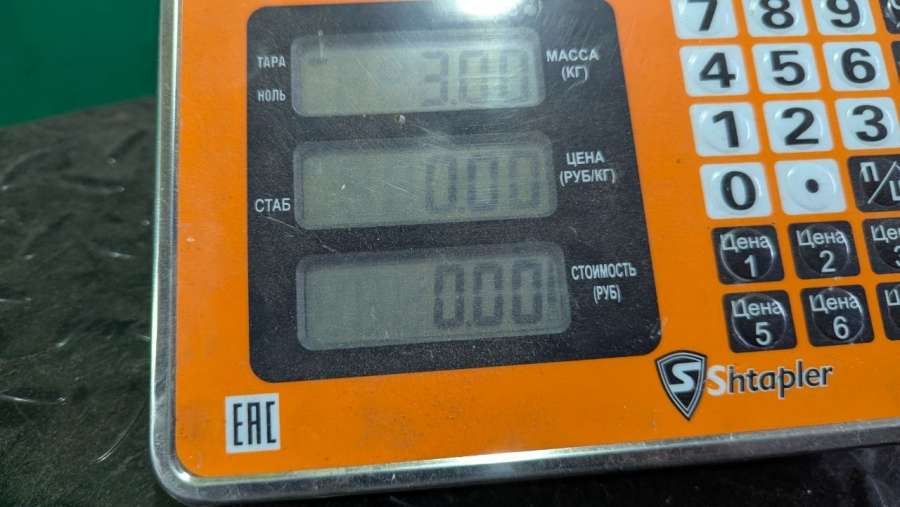 ТАРА
НОЛЬ
3.00
МАССА
(КГ)
СТАБ
0.00
ЦЕНА
(РУБ/КГ)
0.00
СТОИМОСТЬ
(РУБ)
7 8 9
4 5 6
1 2 3
0 •
Цена 1
Цена 2
Цена 5
Цена 6
Shtapler
EAC